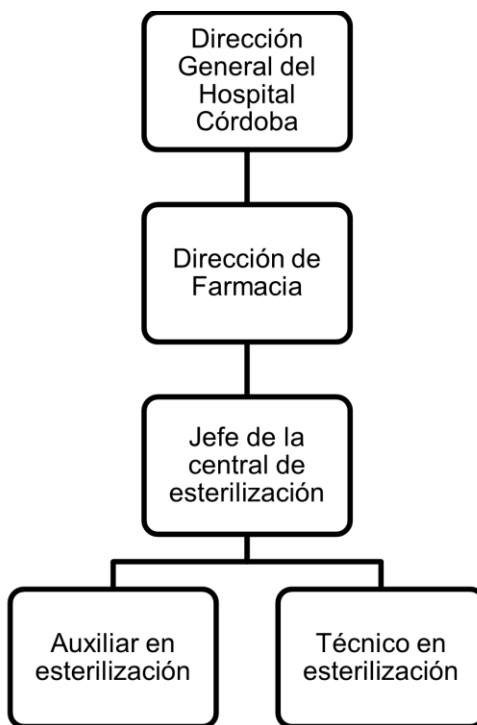 Dirección
General del
Hospital
Córdoba
Dirección de
Farmacia
Jefe de la
central de
esterilización
Auxiliar en
esterilización
Técnico en
esterilización